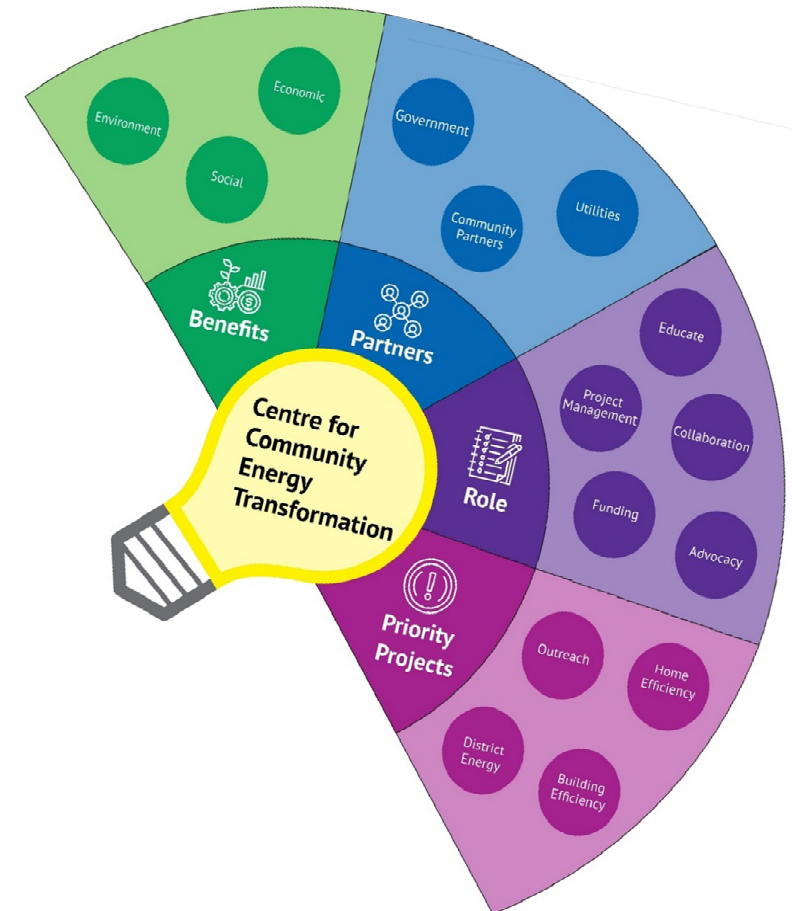 Environment
Economic
Social
Benefits
Government
Community
Partners
Utilities
Partners
Educate
Project
Management
Collaboration
Funding
Advocacy
Role
Outreach
Home
Efficiency
District
Energy
Building
Efficiency
Priority
Projects
Centre for
Community
Energy
Transformation